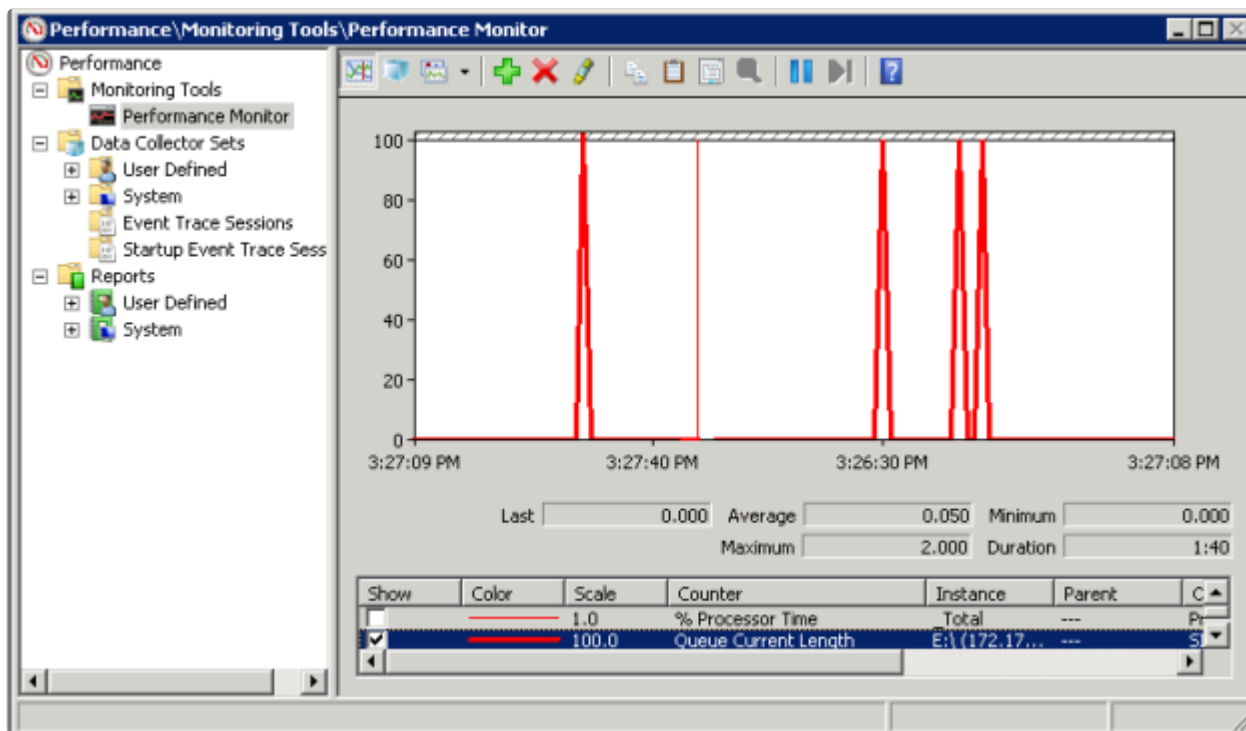 Performance\Monitoring Tools\Performance Monitor
Performance
Monitoring Tools
Performance Monitor
Data Collector Sets
User Defined
System
Event Trace Sessions
Startup Event Trace Sess
Reports
User Defined
System
100
80
60
40
20
0
3:27:09 PM 3:27:40 PM 3:26:30 PM 3:27:08 PM
Last 0.000 Average 0.050 Minimum 0.000
Maximum 2.000 Duration 1:40
Show Color Scale Counter Instance Parent C
1.0 % Processor Time _Total --- Pr
100.0 Queue Current Length E:\ (172.17... --- S